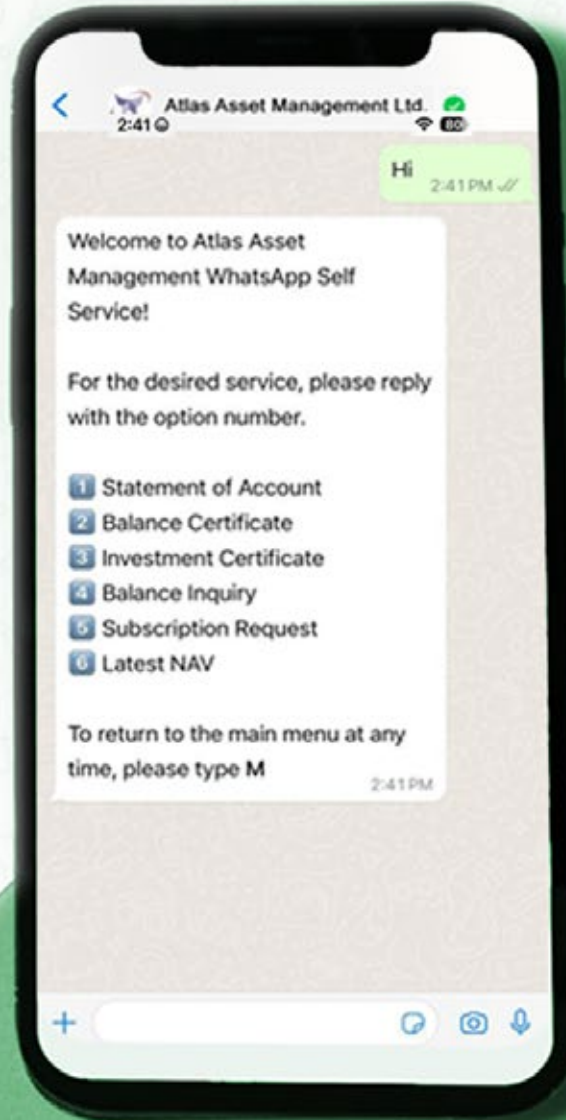 Atlas Asset Management Ltd.
2:41
80
Hi
2:41 PM
Welcome to Atlas Asset
Management WhatsApp Self
Service!
For the desired service, please reply
with the option number.
1 Statement of Account
2 Balance Certificate
3 Investment Certificate
4 Balance Inquiry
5 Subscription Request
6 Latest NAV
To return to the main menu at any
time, please type M
2:41 PM